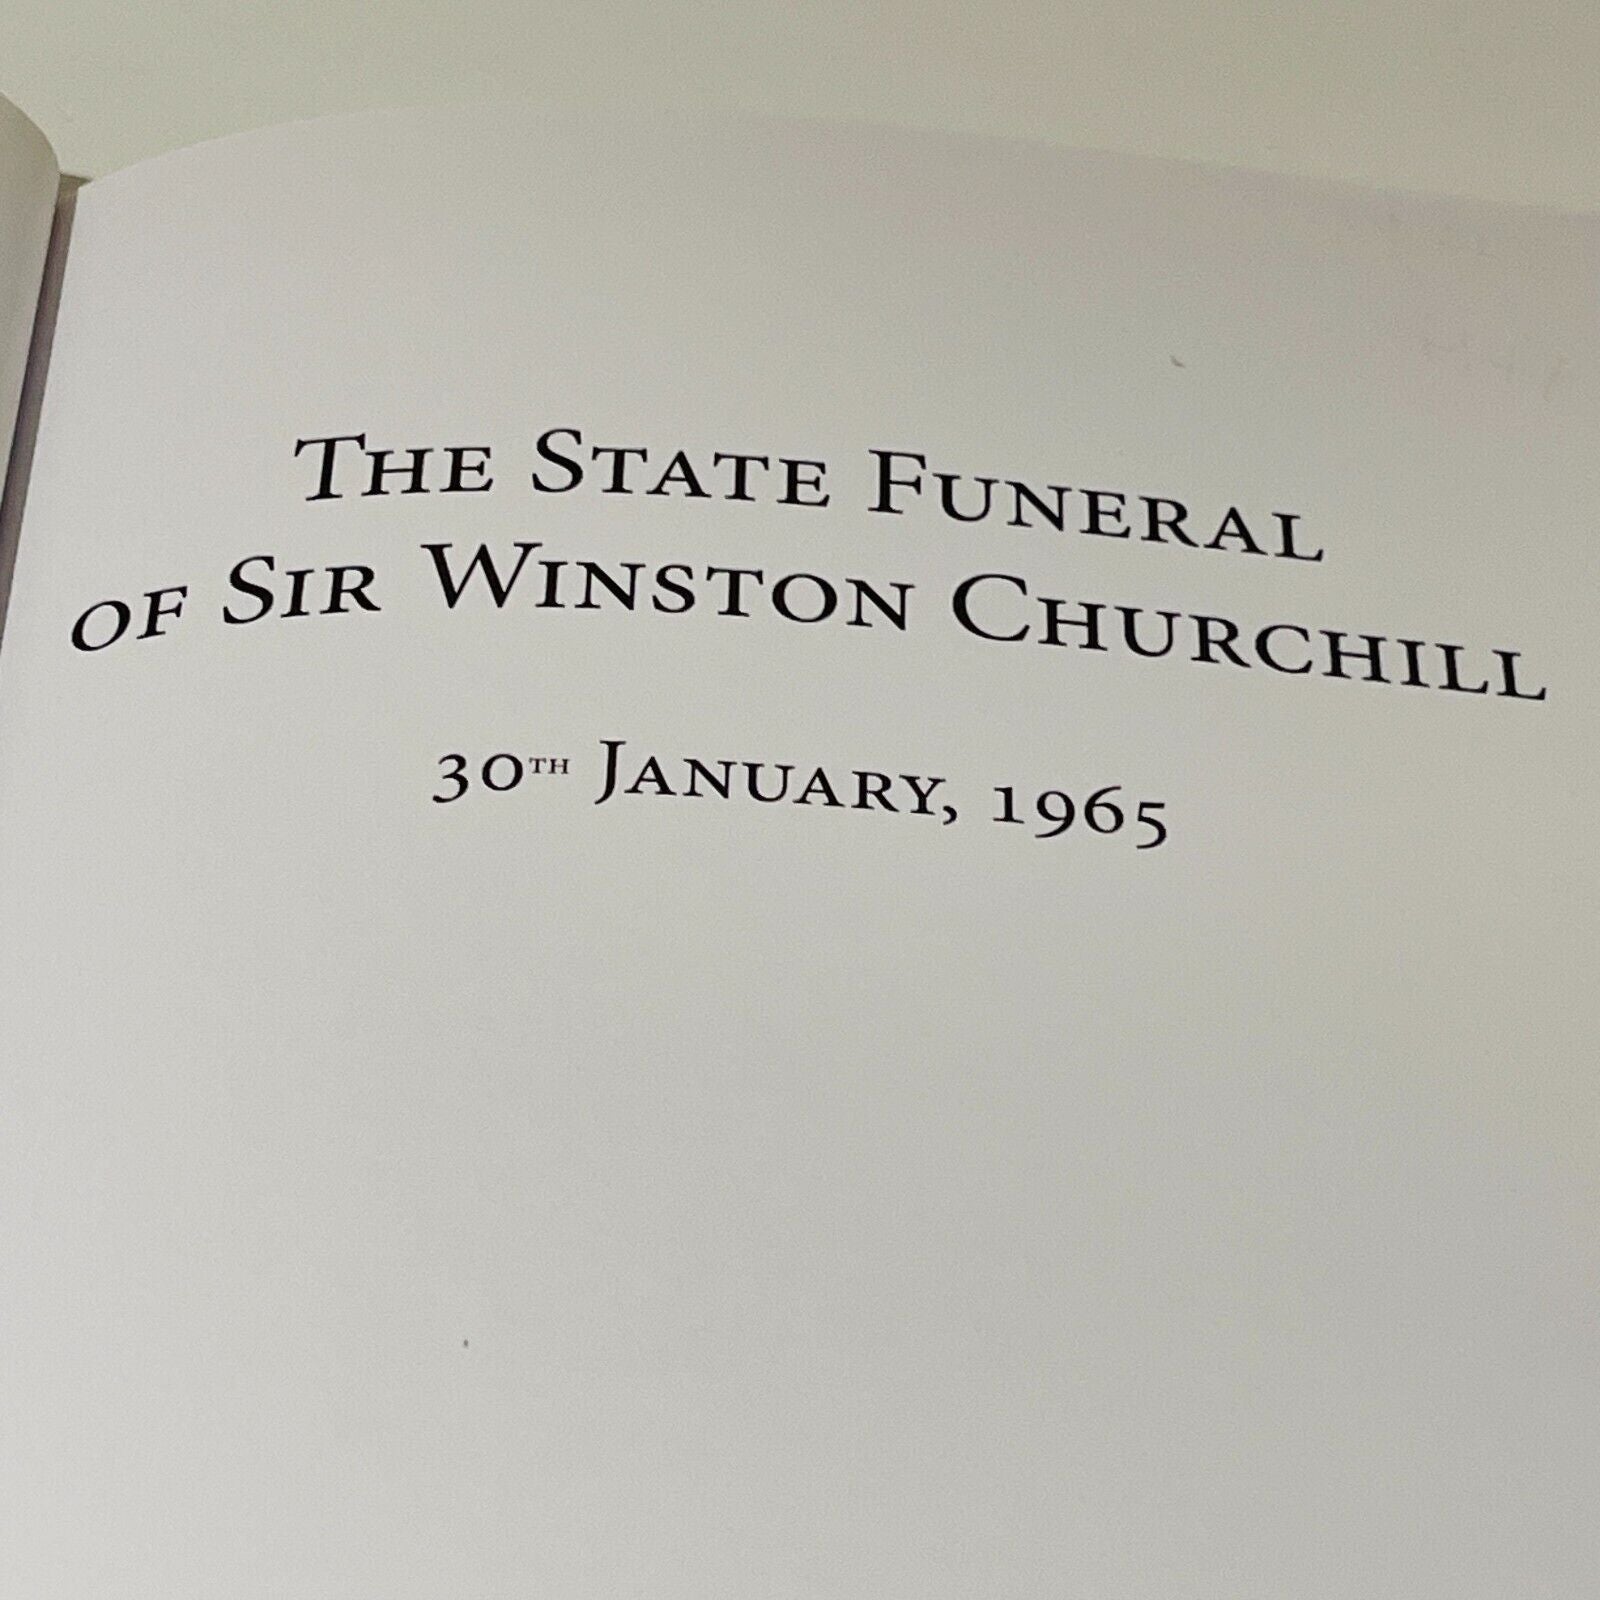 The State Funeral
of Sir Winston Churchill
30th January, 1965